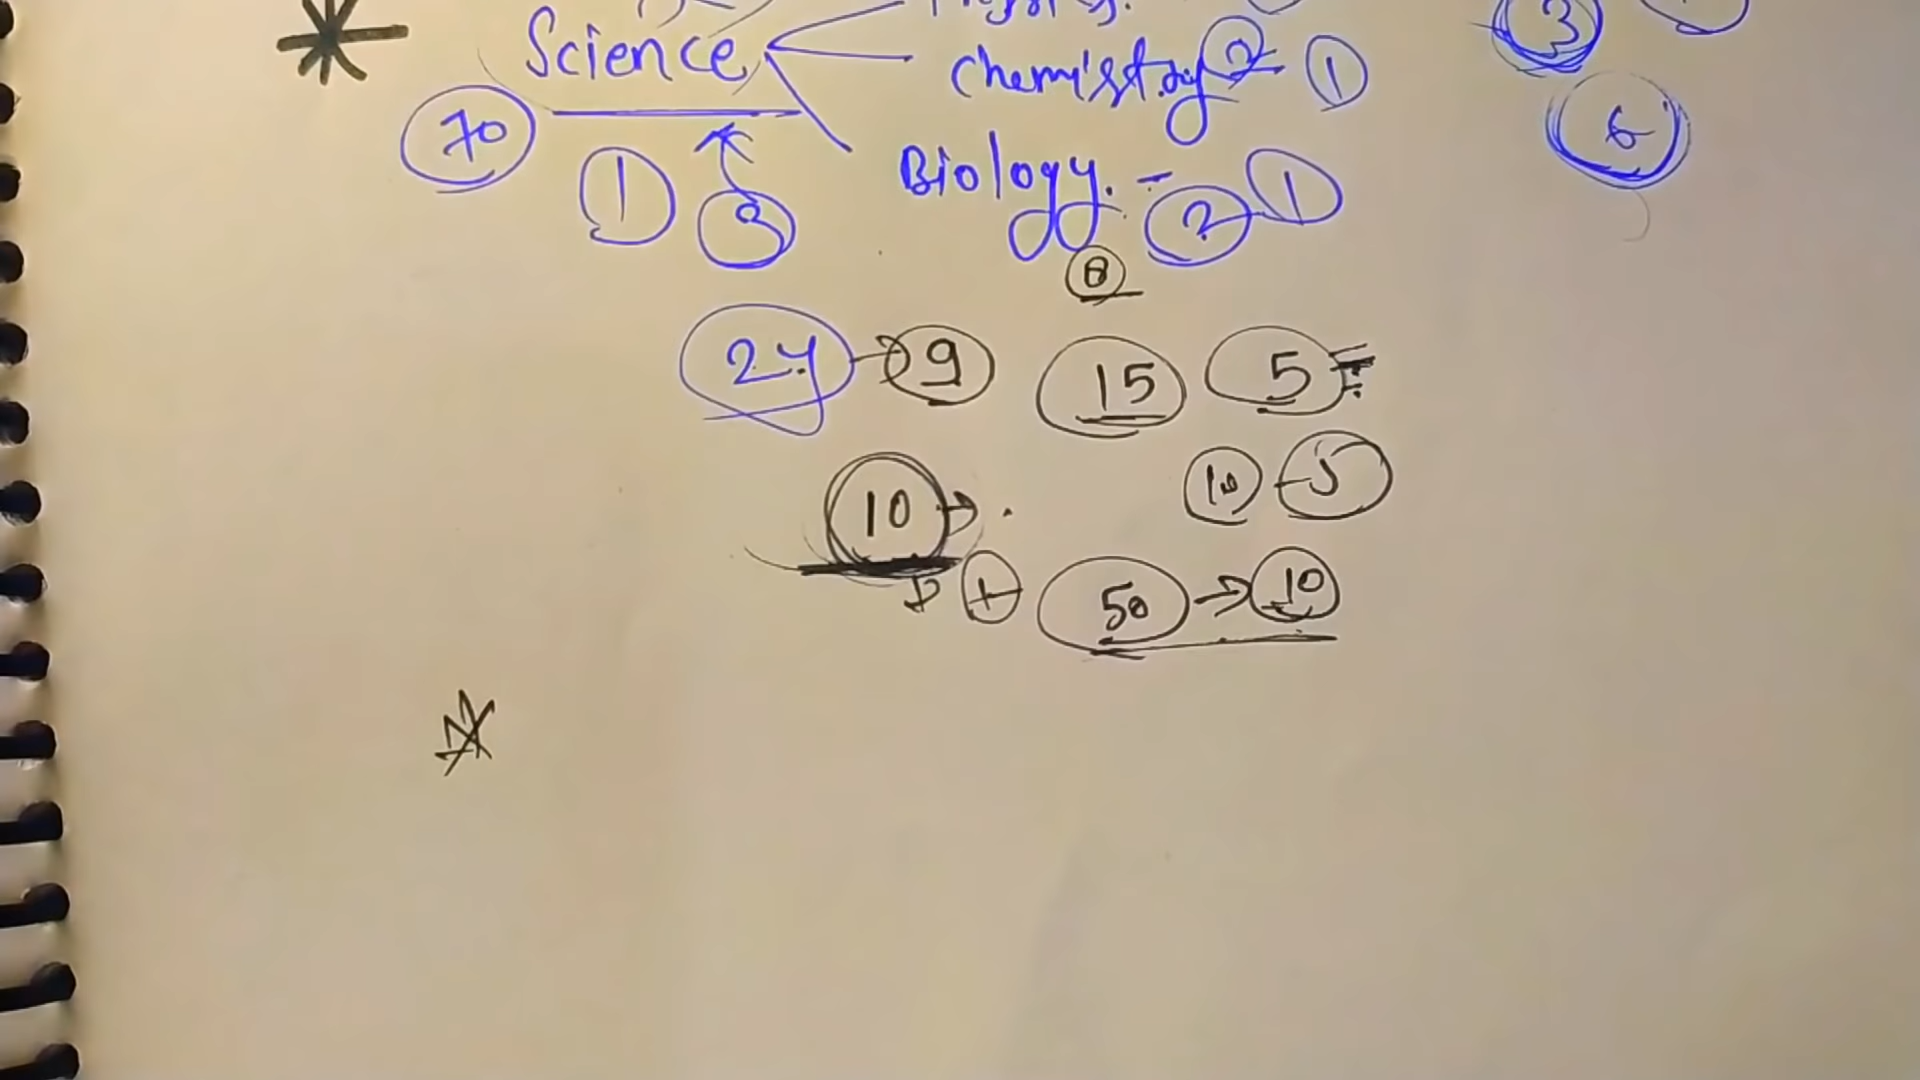 3
Science
Chemistry 2 1
6
70
1 3 Biology. - 2 1
8
24 → 9 15 5
10 → 10 - 5
+ 50 → 10